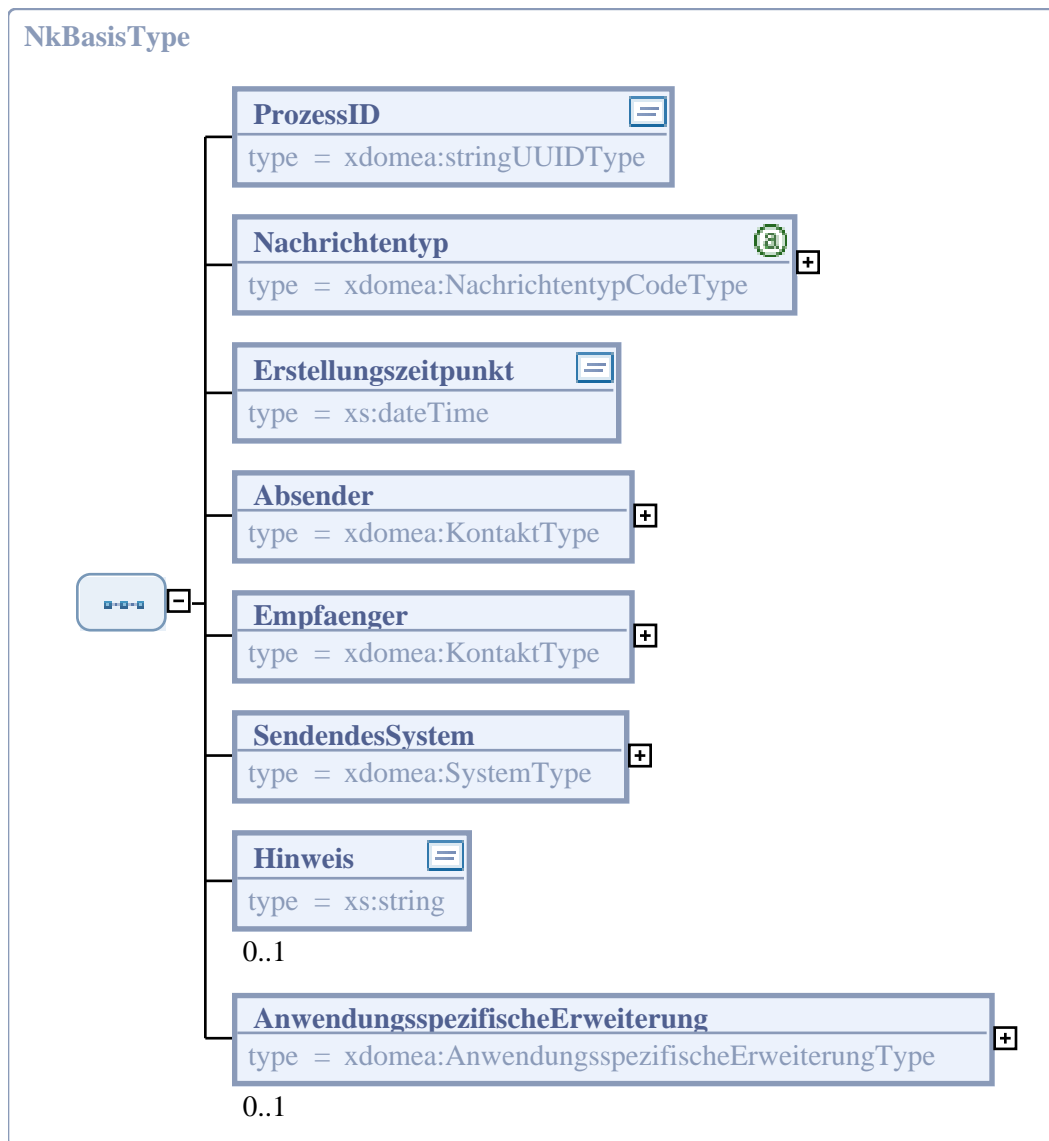 NkBasisType
ProzessID
type = xdomea:stringUUIDType
Nachrichtentyp
a
type = xdomea:NachrichtentypCodeType
Erstellungszeitpunkt
type = xs:dateTime
Absender
type = xdomea:KontaktType
Empfaenger
type = xdomea:KontaktType
SendendesSystem
type = xdomea:SystemType
Hinweis
type = xs:string
0..1
AnwendungsspezifischeErweiterung
type = xdomea:AnwendungsspezifischeErweiterungType
0..1